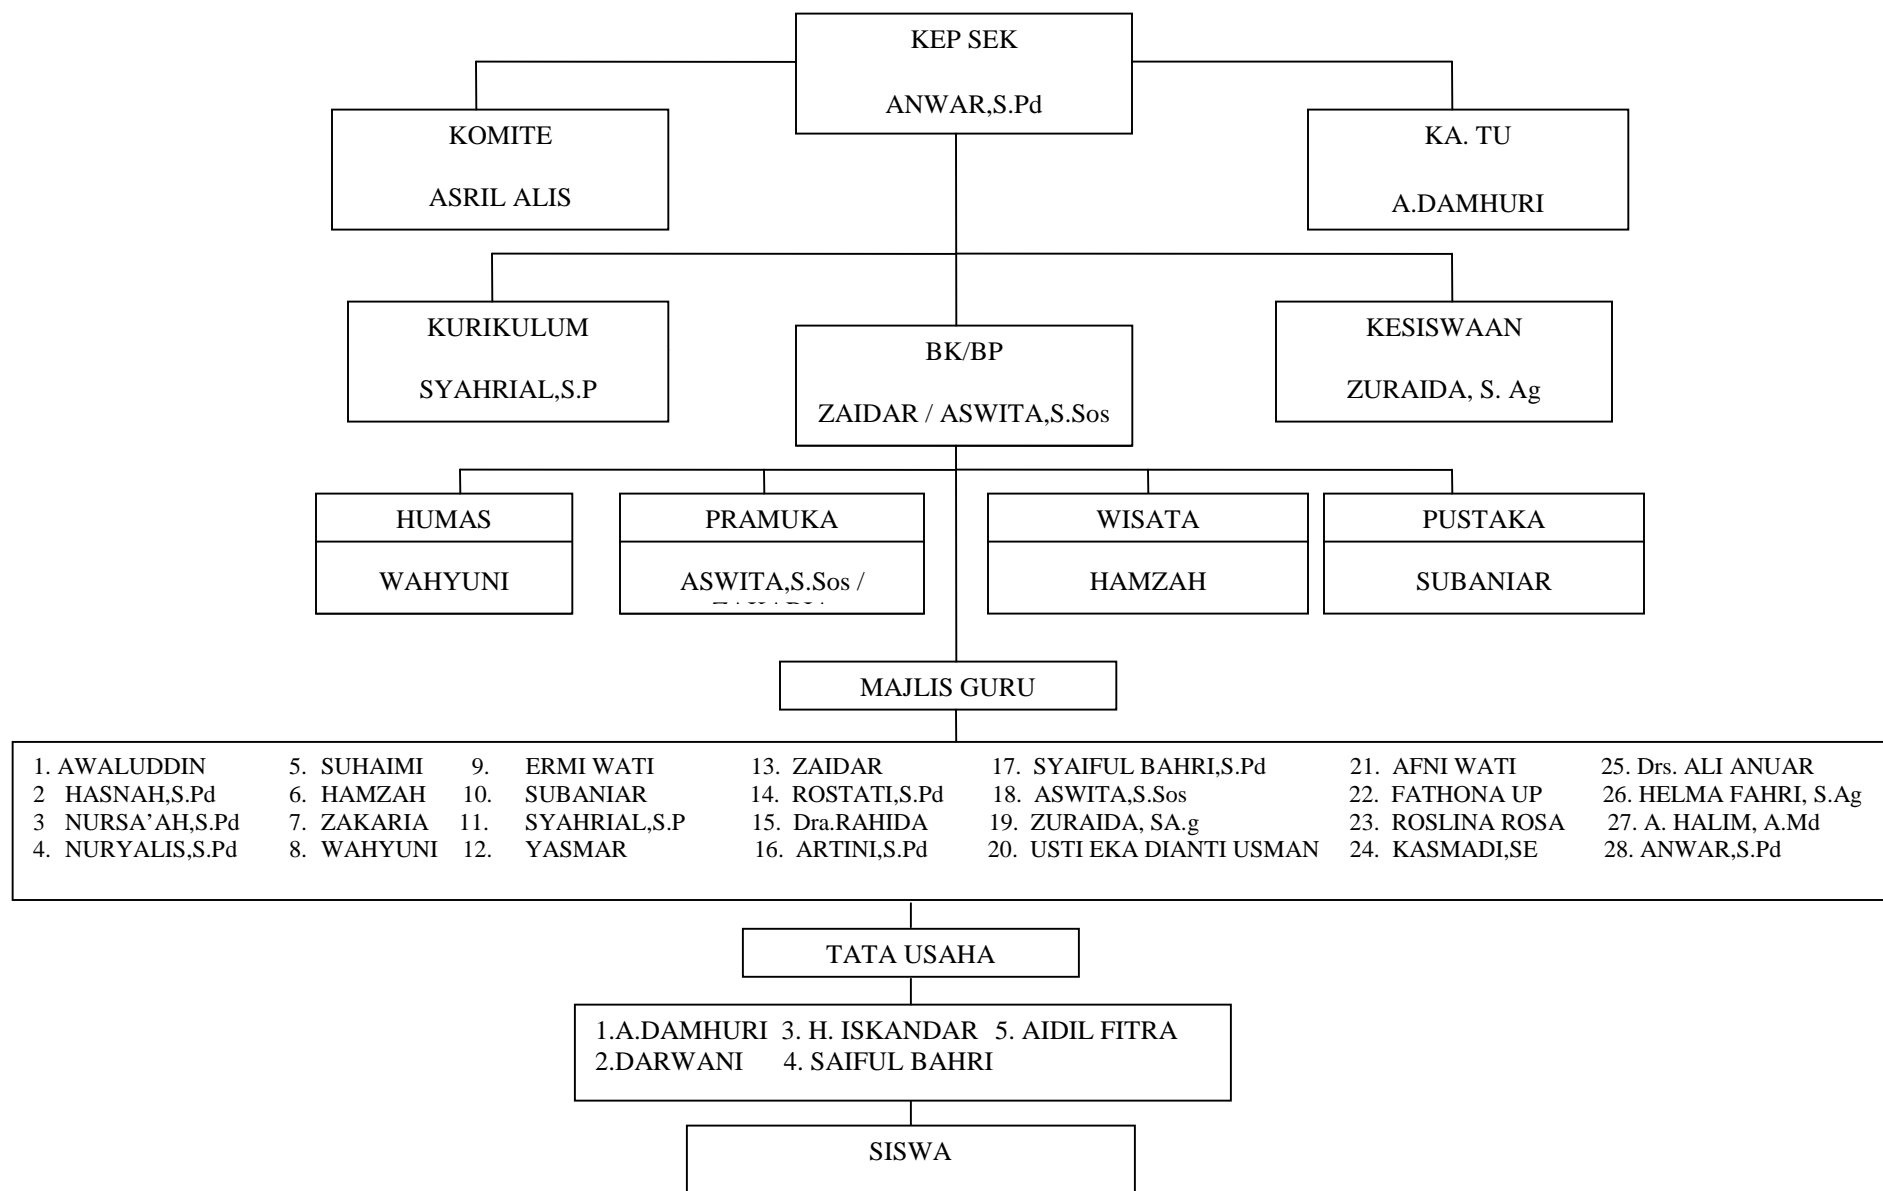 KEP SEK
ANWAR,S.Pd
KOMITE
ASRIL ALIS
KA. TU
A.DAMHURI
KURIKULUM
SYAHRIAL,S.P
BK/BP
ZAIDAR / ASWITA,S.Sos
KESISWAAN
ZURAIDA, S. Ag
HUMAS
WAHYUNI
PRAMUKA
ASWITA,S.Sos /
WISATA
HAMZAH
PUSTAKA
SUBANIAR
MAJLIS GURU
1. AWALUDDIN
2 HASNAH,S.Pd
3 NURSA’AH,S.Pd
4. NURYALIS,S.Pd
5. SUHAIMI
6. HAMZAH
7. ZAKARIA
8. WAHYUNI
9. ERMI WATI
10. SUBANIAR
11. SYAHRIAL,S.P
12. YASMAR
13. ZAIDAR
14. ROSTATI,S.Pd
15. Dra.RAHIDA
16. ARTINI,S.Pd
17. SYAIFUL BAHRI,S.Pd
18. ASWITA,S.Sos
19. ZURAIDA, SA.g
20. USTI EKA DIANTI USMAN
21. AFNI WATI
22. FATHONA UP
23. ROSLINA ROSA
24. KASMADI,SE
25. Drs. ALI ANUAR
26. HELMA FAHRI, S.Ag
27. A. HALIM, A.Md
28. ANWAR,S.Pd
TATA USAHA
1.A.DAMHURI 3. H. ISKANDAR 5. AIDIL FITRA
2.DARWANI 4. SAIFUL BAHRI
SISWA